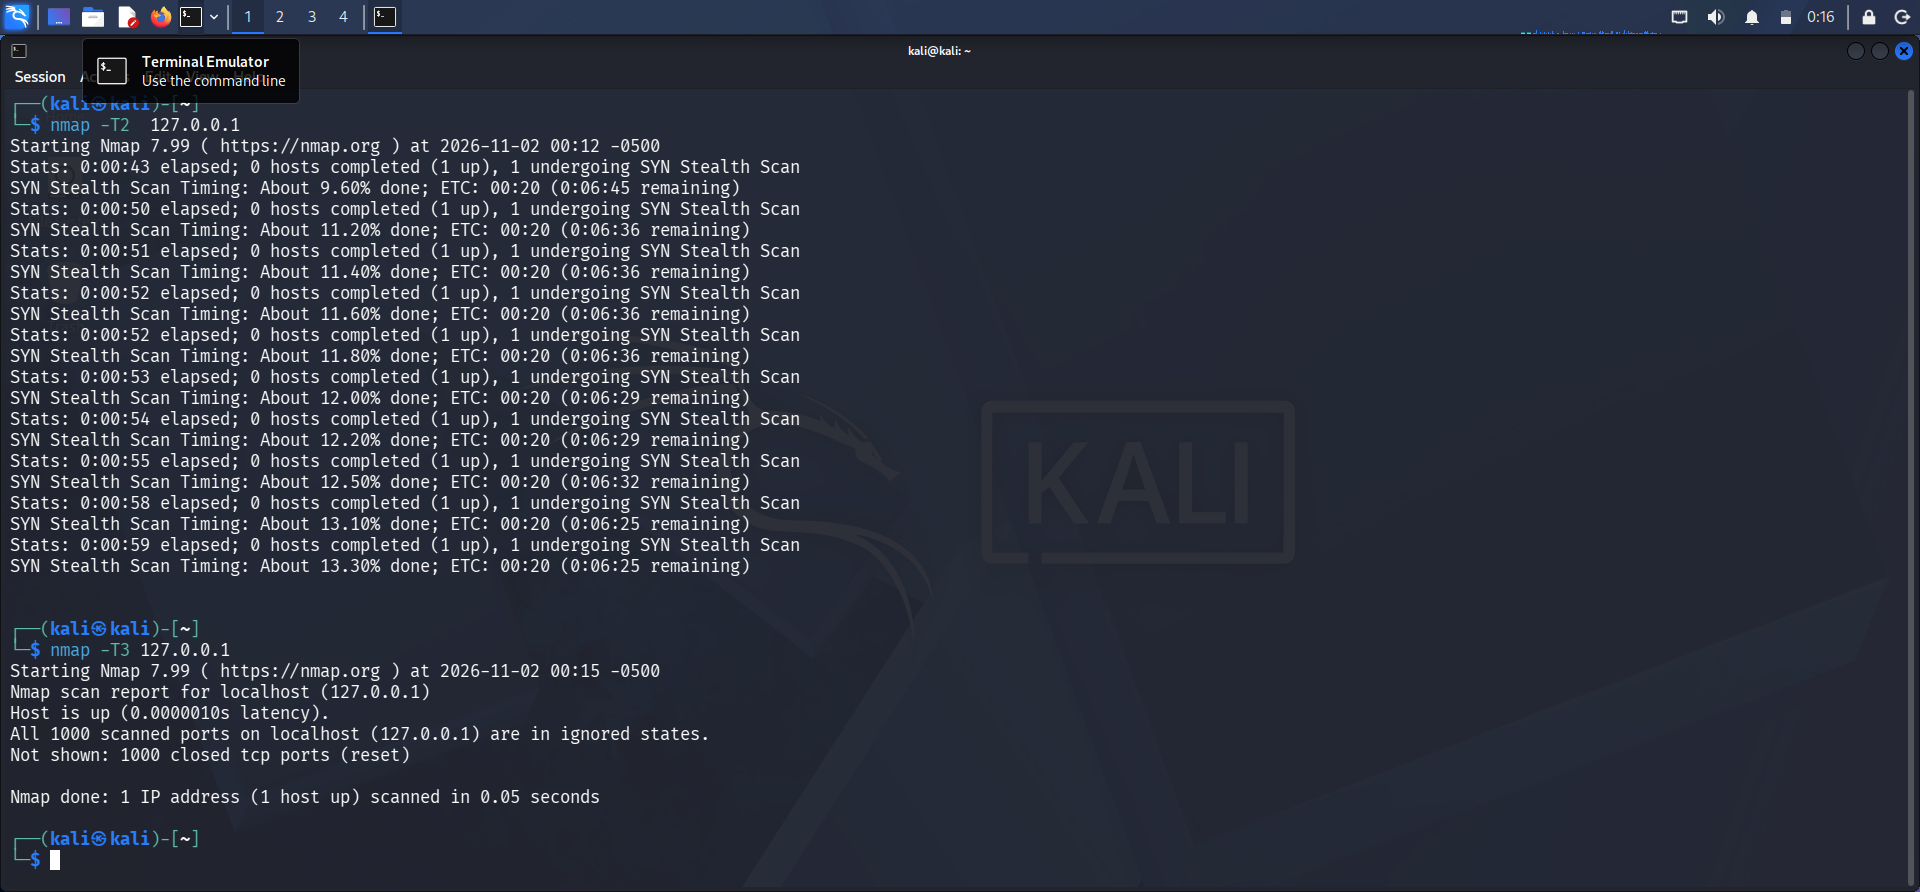 1 2 3 4 0:16
kali@kali: ~
Terminal Emulator
Session
Use the command line
┌──(kali㉿kali)-[~]
└─$ nmap -T2  127.0.0.1
Starting Nmap 7.99 ( https://nmap.org ) at 2026-11-02 00:12 -0500
Stats: 0:00:43 elapsed; 0 hosts completed (1 up), 1 undergoing SYN Stealth Scan
SYN Stealth Scan Timing: About 9.60% done; ETC: 00:20 (0:06:45 remaining)
Stats: 0:00:50 elapsed; 0 hosts completed (1 up), 1 undergoing SYN Stealth Scan
SYN Stealth Scan Timing: About 11.20% done; ETC: 00:20 (0:06:36 remaining)
Stats: 0:00:51 elapsed; 0 hosts completed (1 up), 1 undergoing SYN Stealth Scan
SYN Stealth Scan Timing: About 11.40% done; ETC: 00:20 (0:06:36 remaining)
Stats: 0:00:52 elapsed; 0 hosts completed (1 up), 1 undergoing SYN Stealth Scan
SYN Stealth Scan Timing: About 11.60% done; ETC: 00:20 (0:06:36 remaining)
Stats: 0:00:52 elapsed; 0 hosts completed (1 up), 1 undergoing SYN Stealth Scan
SYN Stealth Scan Timing: About 11.80% done; ETC: 00:20 (0:06:36 remaining)
Stats: 0:00:53 elapsed; 0 hosts completed (1 up), 1 undergoing SYN Stealth Scan
SYN Stealth Scan Timing: About 12.00% done; ETC: 00:20 (0:06:29 remaining)
Stats: 0:00:54 elapsed; 0 hosts completed (1 up), 1 undergoing SYN Stealth Scan
SYN Stealth Scan Timing: About 12.20% done; ETC: 00:20 (0:06:29 remaining)
Stats: 0:00:55 elapsed; 0 hosts completed (1 up), 1 undergoing SYN Stealth Scan
SYN Stealth Scan Timing: About 12.50% done; ETC: 00:20 (0:06:32 remaining)
Stats: 0:00:58 elapsed; 0 hosts completed (1 up), 1 undergoing SYN Stealth Scan
SYN Stealth Scan Timing: About 13.10% done; ETC: 00:20 (0:06:25 remaining)
Stats: 0:00:59 elapsed; 0 hosts completed (1 up), 1 undergoing SYN Stealth Scan
SYN Stealth Scan Timing: About 13.30% done; ETC: 00:20 (0:06:25 remaining)
KALI
┌──(kali㉿kali)-[~]
└─$ nmap -T3 127.0.0.1
Starting Nmap 7.99 ( https://nmap.org ) at 2026-11-02 00:15 -0500
Nmap scan report for localhost (127.0.0.1)
Host is up (0.0000010s latency).
All 1000 scanned ports on localhost (127.0.0.1) are in ignored states.
Not shown: 1000 closed tcp ports (reset)
Nmap done: 1 IP address (1 host up) scanned in 0.05 seconds
┌──(kali㉿kali)-[~]
└─$